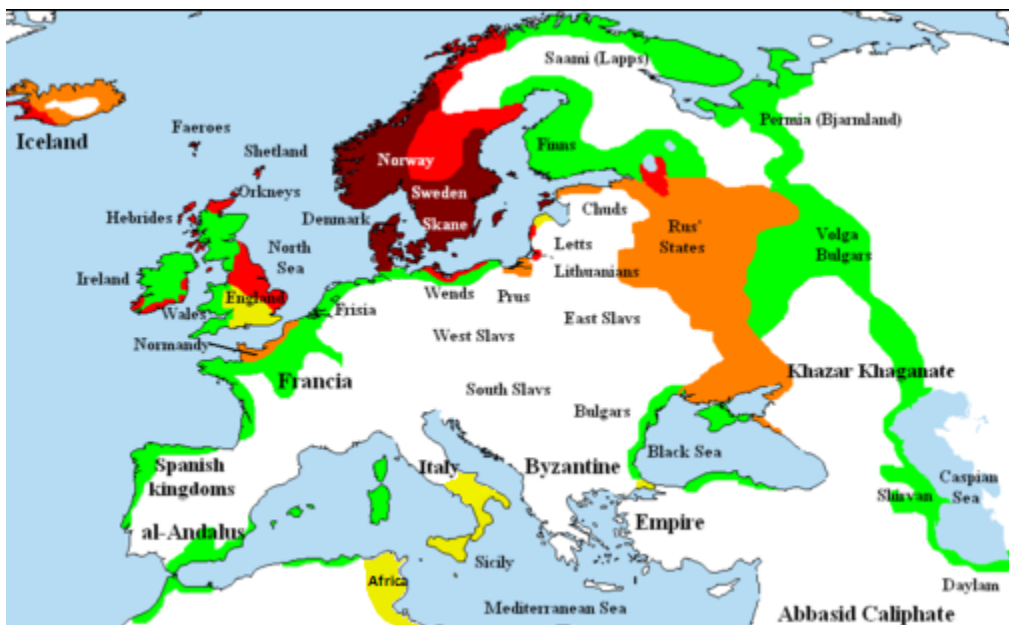 Saami (Lapps)
Iceland
Faeroes
Permia (Bjarmland)
Shetland
Finns
Norway
Orkneys
Sweden
Hebrides
Denmark
Skane
Chuds
Rus'
States
North
Sea
Letts
Volga
Bulgars
Ireland
Lithuanians
England
Wales
Frisia
Wends
Prus
East Slavs
West Slavs
Normandy
Francia
Khazar Khaganate
South Slavs
Bulgars
Black Sea
Spanish
kingdoms
Italy
Byzantine
Caspian
Sea
Shirvan
al-Andalus
Empire
Sicily
Africa
Daylam
Mediterranean Sea
Abbasid Caliphate